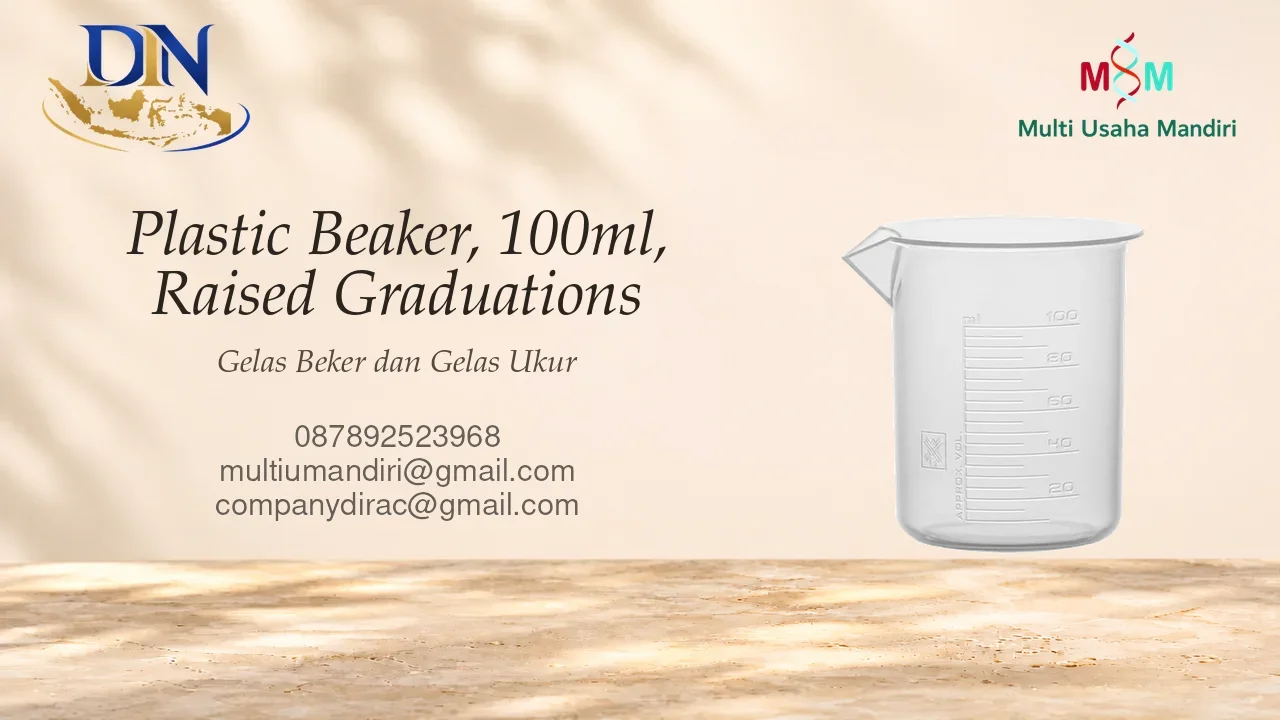 DIN
M M
Multi Usaha Mandiri
Plastic Beaker, 100ml,
Raised Graduations
Gelas Beker dan Gelas Ukur
087892523968
multiumandiri@gmail.com
companydirac@gmail.com
ml
100
80
60
40
20
APPROX. VOL.